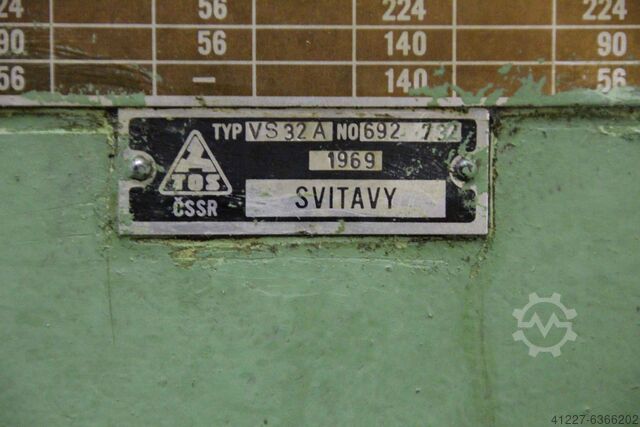 24 56 224 224
90 56 140 90
56 – 140 56
TYP VS 32 A NO 692 732
1969
TOS
ČSSR
SVITAVY
41227-6366202